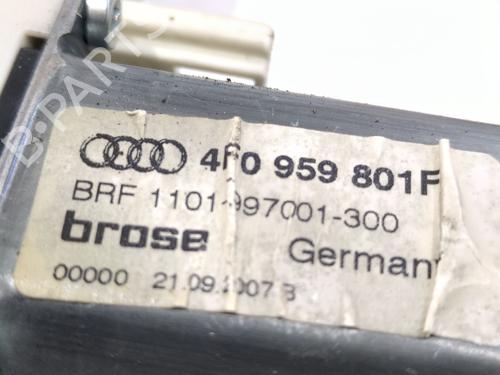 4F0 959 801F
BRF 1101-997001-300
brose Germany
00000 21.09.2007 B
B-PARTS